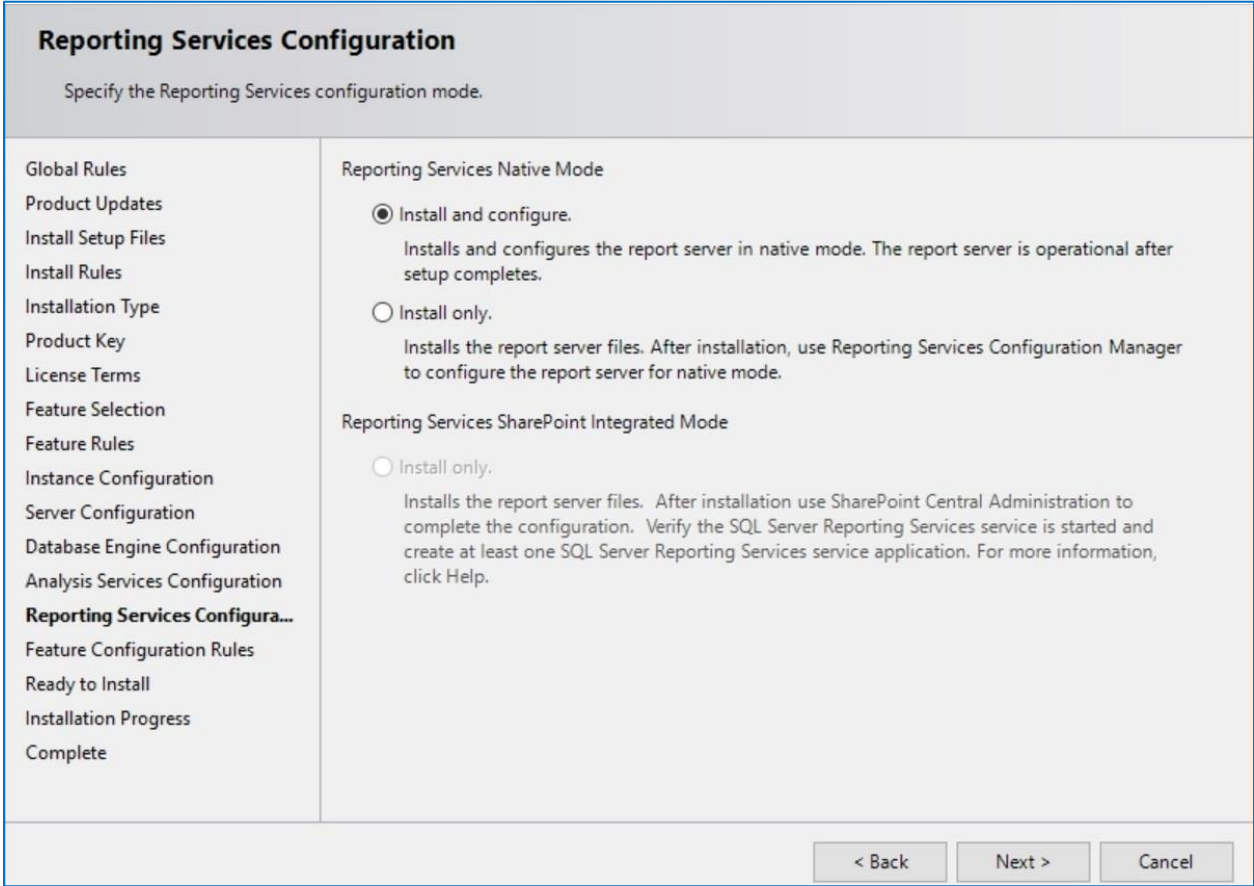 Reporting Services Configuration
Specify the Reporting Services configuration mode.
Global Rules
Product Updates
Install Setup Files
Install Rules
Installation Type
Product Key
License Terms
Feature Selection
Feature Rules
Instance Configuration
Server Configuration
Database Engine Configuration
Analysis Services Configuration
Reporting Services Configura...
Feature Configuration Rules
Ready to Install
Installation Progress
Complete
Reporting Services Native Mode
Install and configure.
Installs and configures the report server in native mode. The report server is operational after
setup completes.
Install only.
Installs the report server files. After installation, use Reporting Services Configuration Manager
to configure the report server for native mode.
Reporting Services SharePoint Integrated Mode
Install only.
Installs the report server files.  After installation use SharePoint Central Administration to
complete the configuration.  Verify the SQL Server Reporting Services service is started and
create at least one SQL Server Reporting Services service application. For more information,
click Help.
< Back
Next >
Cancel